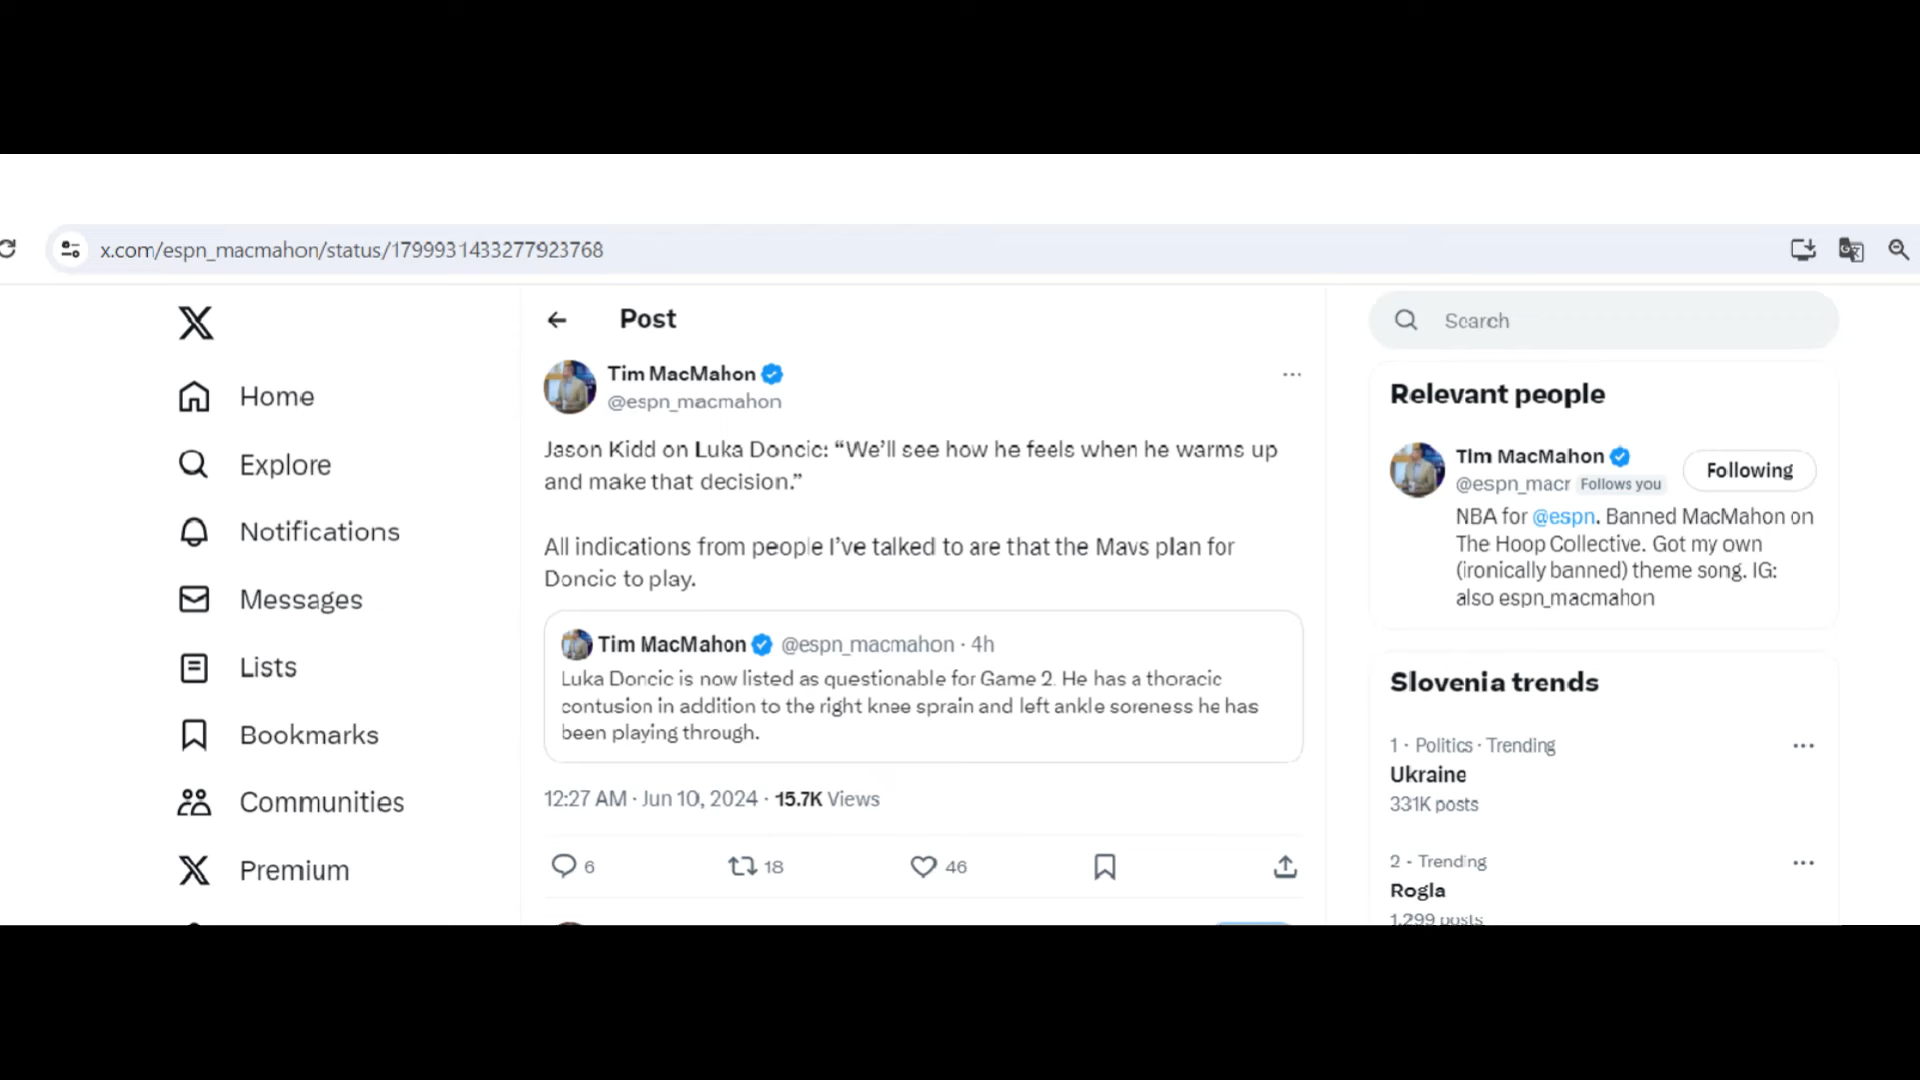 x.com/espn_macmahon/status/1799931433277923768
Home
Explore
Notifications
Messages
Lists
Bookmarks
Communities
Premium
Post
Tim MacMahon
@espn_macmahon
Jason Kidd on Luka Doncic: “We’ll see how he feels when he warms up
and make that decision.”
All indications from people I’ve talked to are that the Mavs plan for
Doncic to play.
Tim MacMahon @espn_macmahon · 4h
Luka Doncic is now listed as questionable for Game 2. He has a thoracic
contusion in addition to the right knee sprain and left ankle soreness he has
been playing through.
12:27 AM · Jun 10, 2024 · 15.7K Views
6 18 46
Search
Relevant people
Tim MacMahon
@espn_macr Follows you
Following
NBA for @espn. Banned MacMahon on
The Hoop Collective. Got my own
(ironically banned) theme song. IG:
also espn_macmahon
Slovenia trends
1 · Politics · Trending
Ukraine
331K posts
2 · Trending
Rogla
1,299 posts